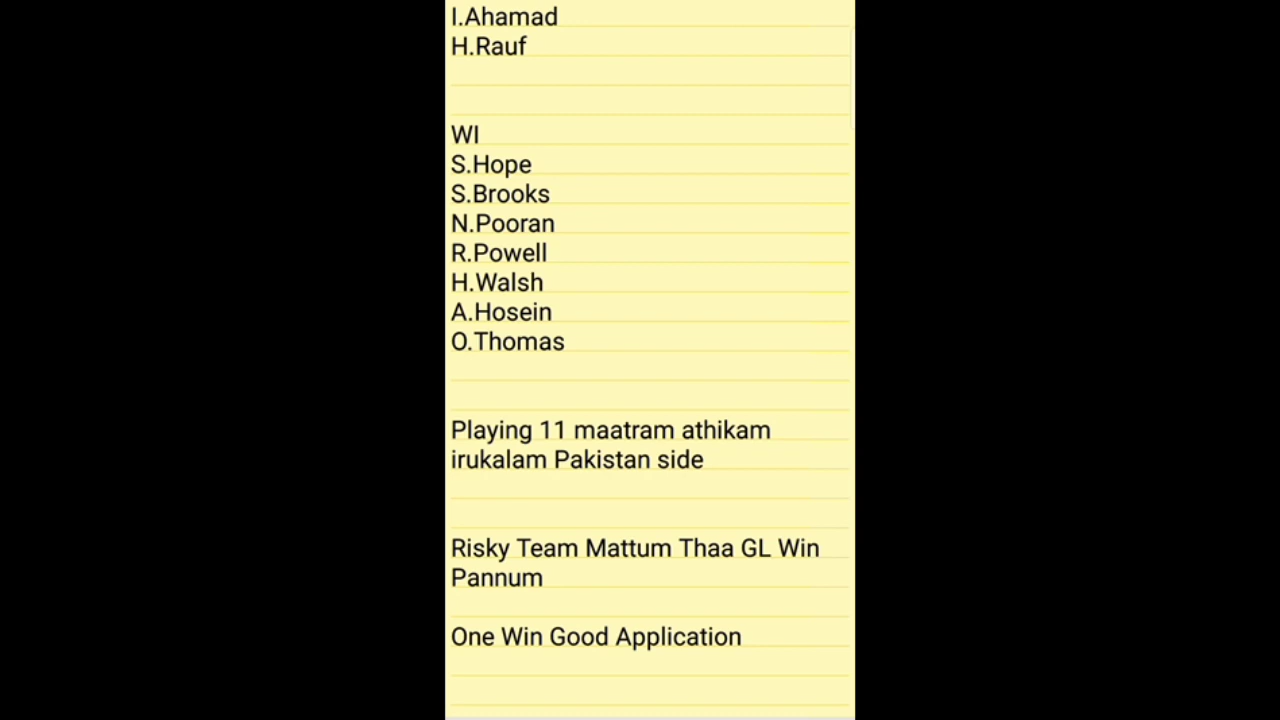 I.Ahamad
H.Rauf
WI
S.Hope
S.Brooks
N.Pooran
R.Powell
H.Walsh
A.Hosein
O.Thomas
Playing 11 maatram athikam
irukalam Pakistan side
Risky Team Mattum Thaa GL Win
Pannum
One Win Good Application